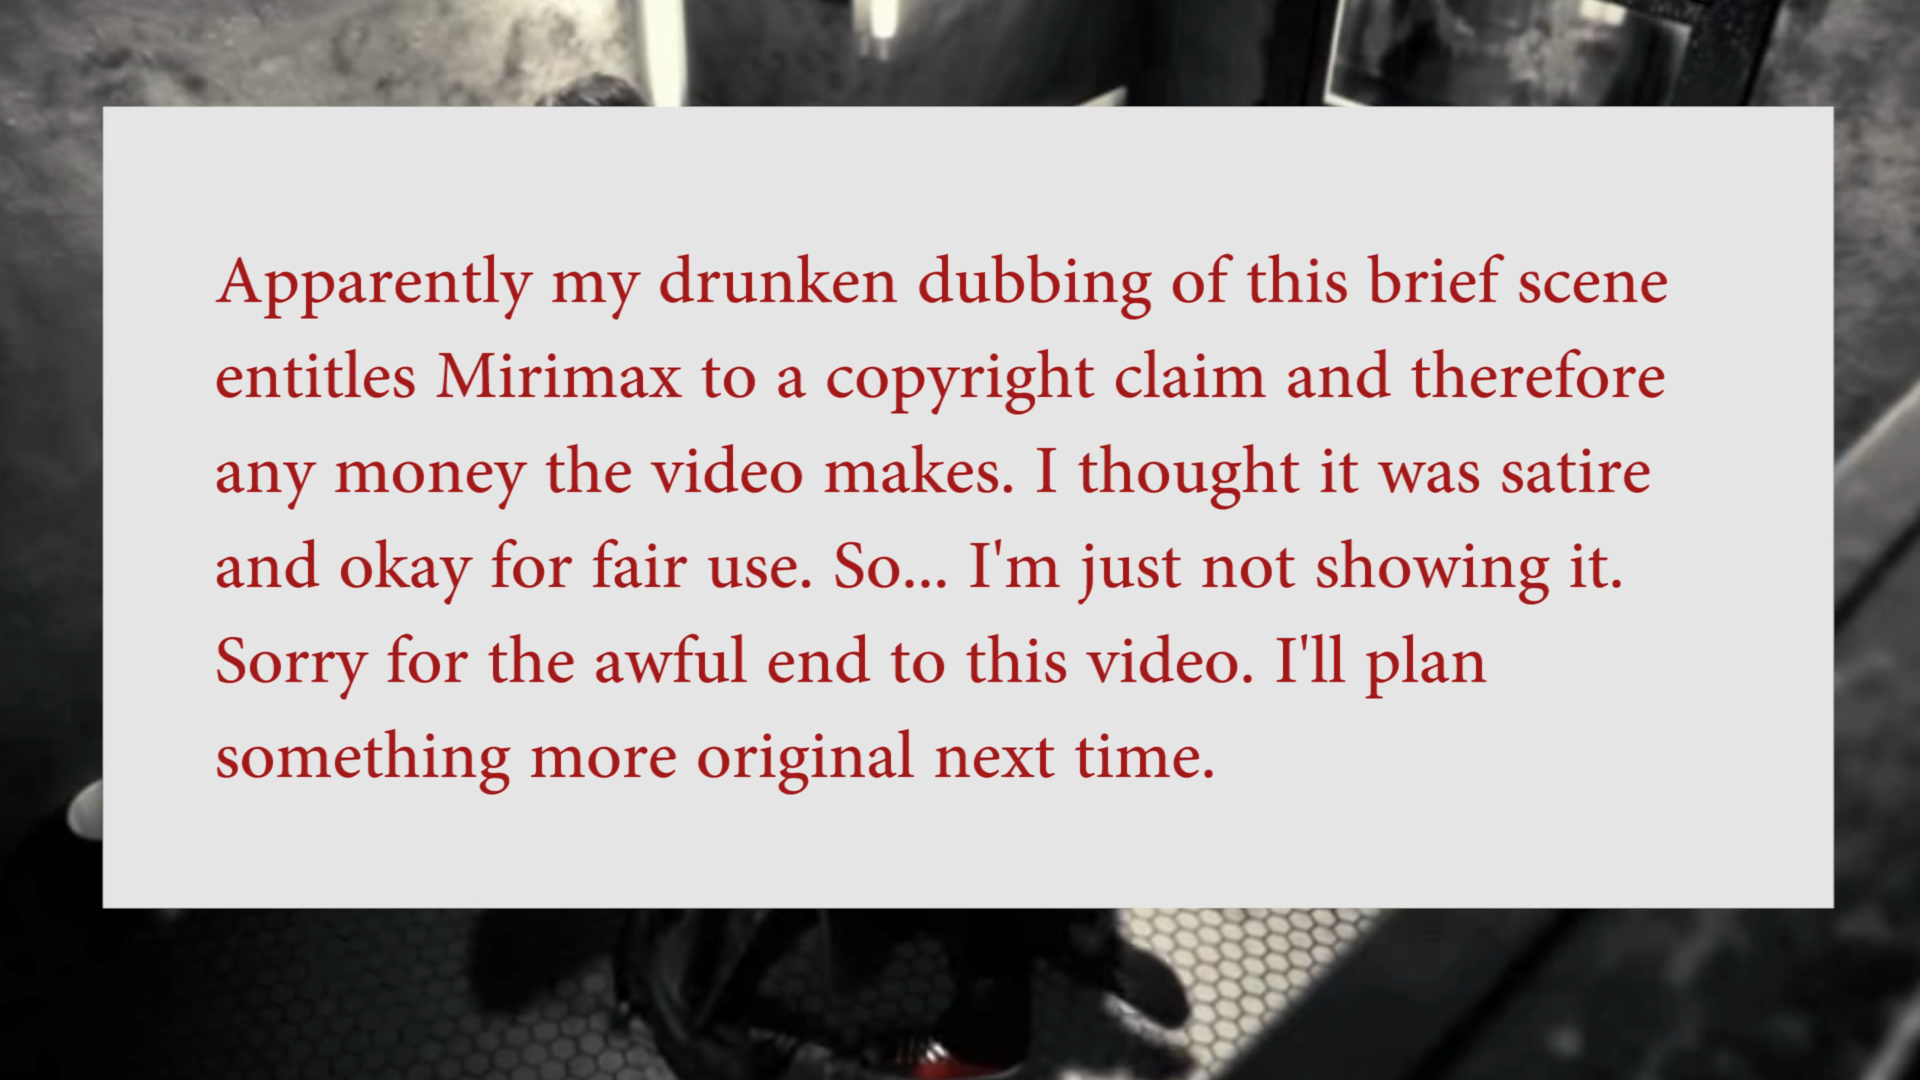 Apparently my drunken dubbing of this brief scene
entitles Mirimax to a copyright claim and therefore
any money the video makes. I thought it was satire
and okay for fair use. So... I'm just not showing it.
Sorry for the awful end to this video. I'll plan
something more original next time.